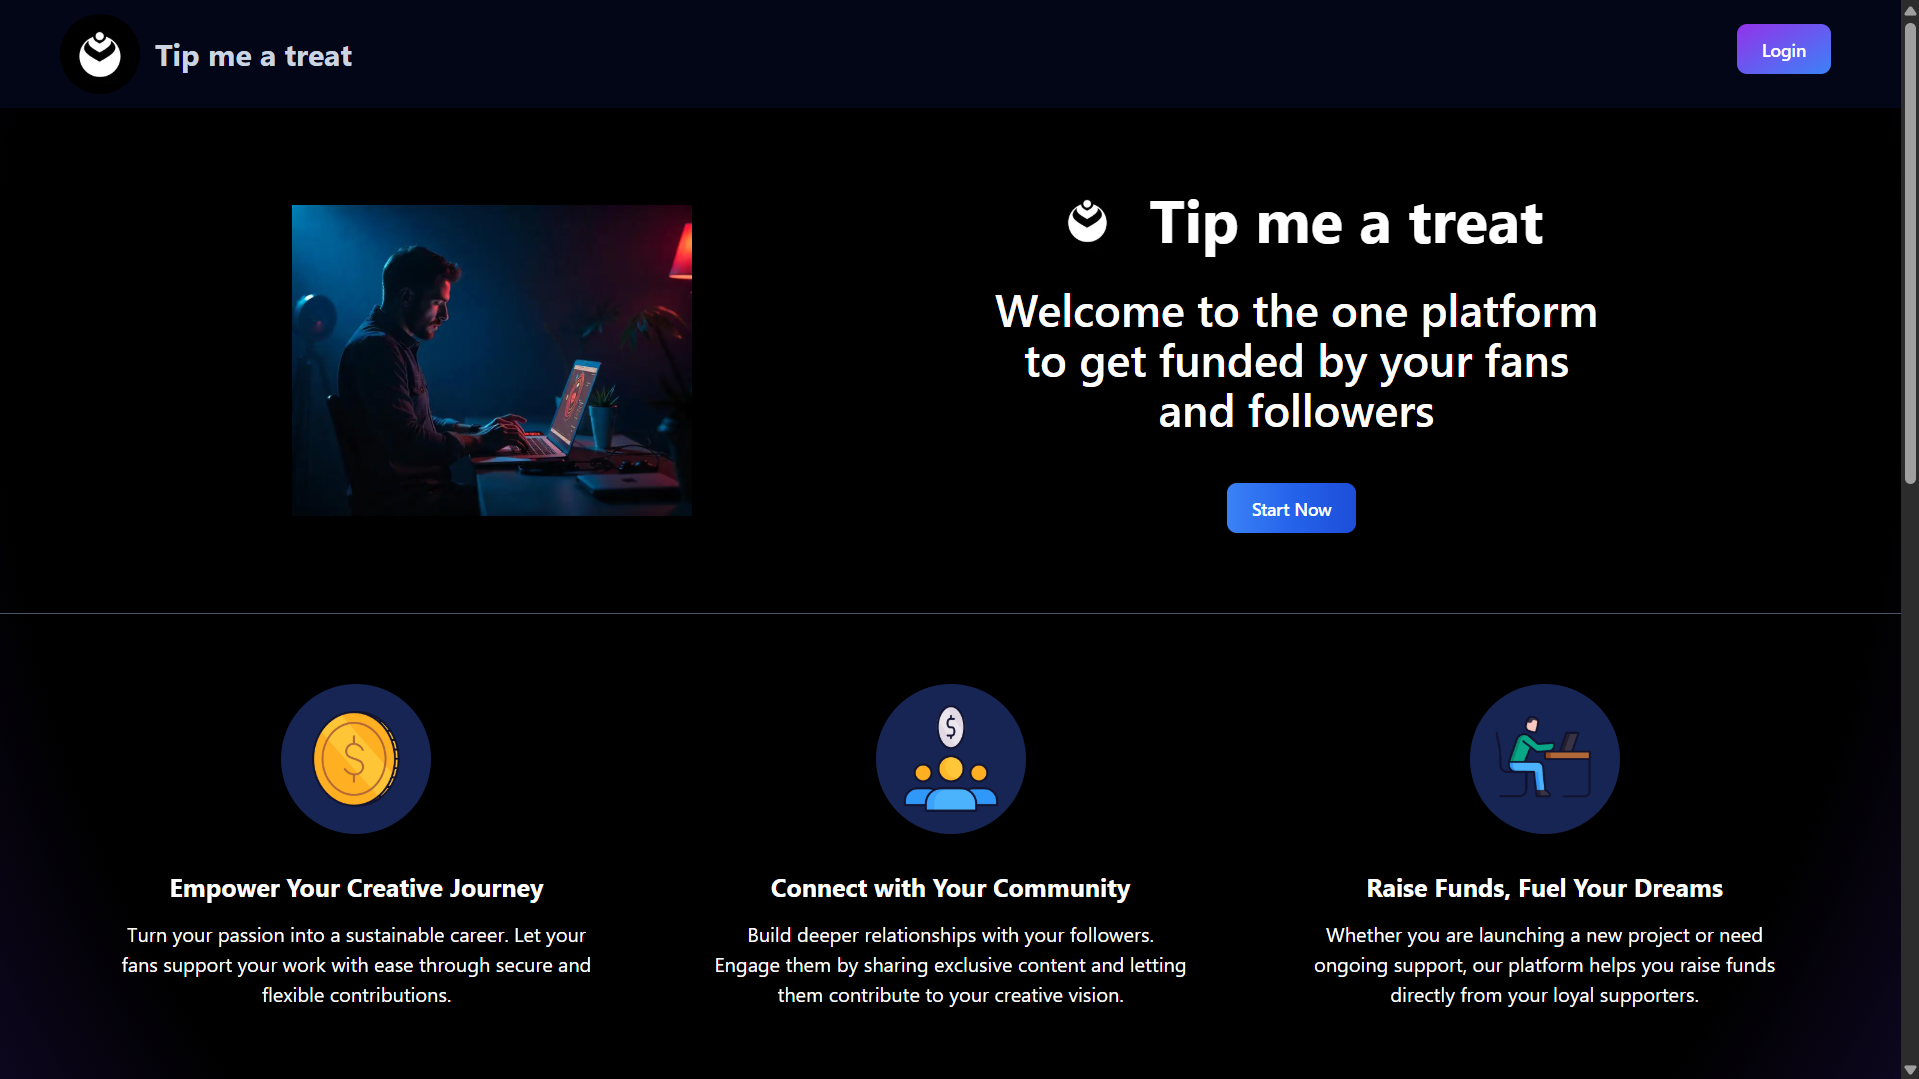 Tip me a treat
Login
Tip me a treat
Welcome to the one platform
to get funded by your fans
and followers
Start Now
$
$
Empower Your Creative Journey
Turn your passion into a sustainable career. Let your
fans support your work with ease through secure and
flexible contributions.
Connect with Your Community
Build deeper relationships with your followers.
Engage them by sharing exclusive content and letting
them contribute to your creative vision.
Raise Funds, Fuel Your Dreams
Whether you are launching a new project or need
ongoing support, our platform helps you raise funds
directly from your loyal supporters.